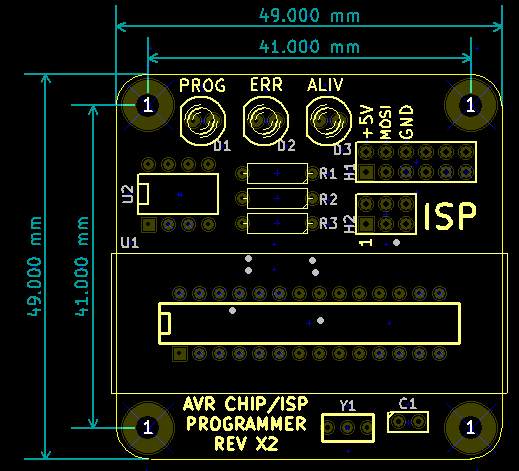 49.000 mm
41.000 mm
PROG ERR ALIV
1
1
+5V
MOSI
GND
D1 D2 D3
H1
R1
R2
R3
U2
H2
ISP
1
U1
49.000 mm
41.000 mm
AVR CHIP/ISP
PROGRAMMER
REV X2
Y1
C1
1
1